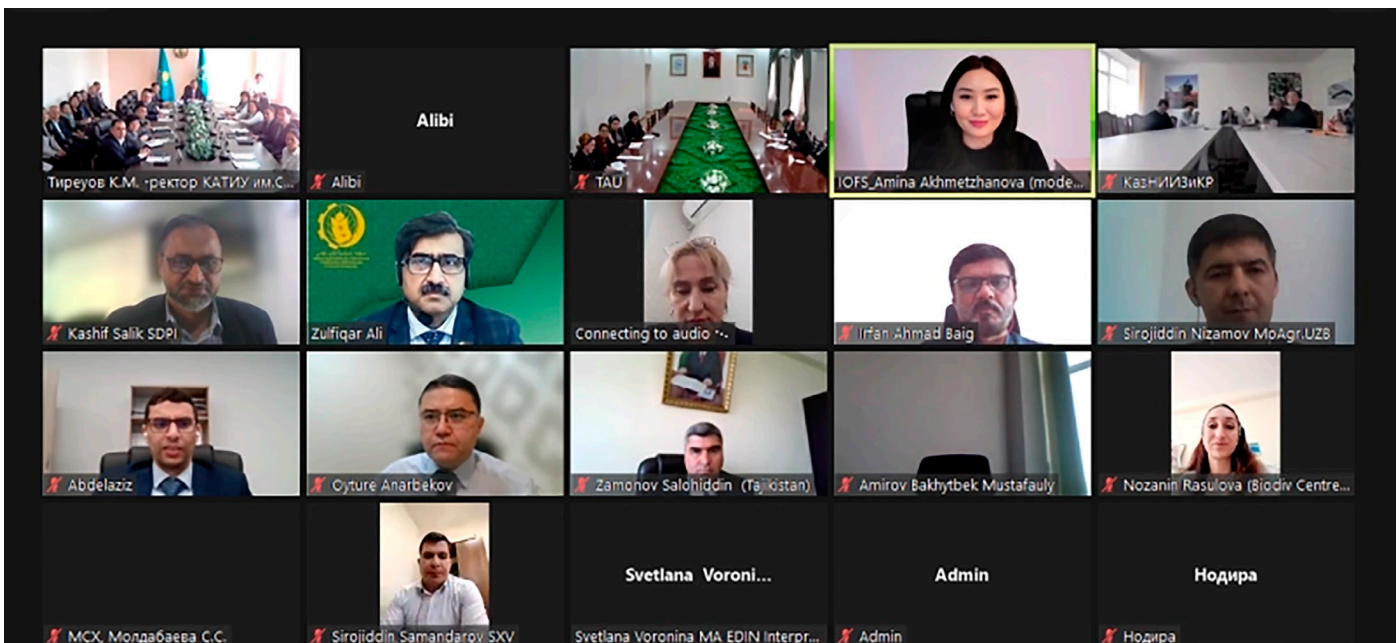 Тиреуов К.М. -ректор КАТИУ им.С...
Alibi
Alibi
TAU
IOFS_Amina Akhmetzhanova (mode...
КазНИИЗиКР
Kashif Salik SDPI
Zulfiqar Ali
Connecting to audio ...
Irfan Ahmad Baig
Sirojiddin Nizamov MoAgr.UZB
Abdelaziz
Oyture Anarbekov
Zamonov Salohiddin (Tajikistan)
Amirov Bakhytbek Mustafauly
Nozanin Rasulova (Biodiv Centre...
МСХ, Молдабаева С.С.
Sirojiddin Samandarov SXV
Svetlana Voroni...
Svetlana Voronina MA EDIN Interpr...
Admin
Admin
Нодира
Нодира